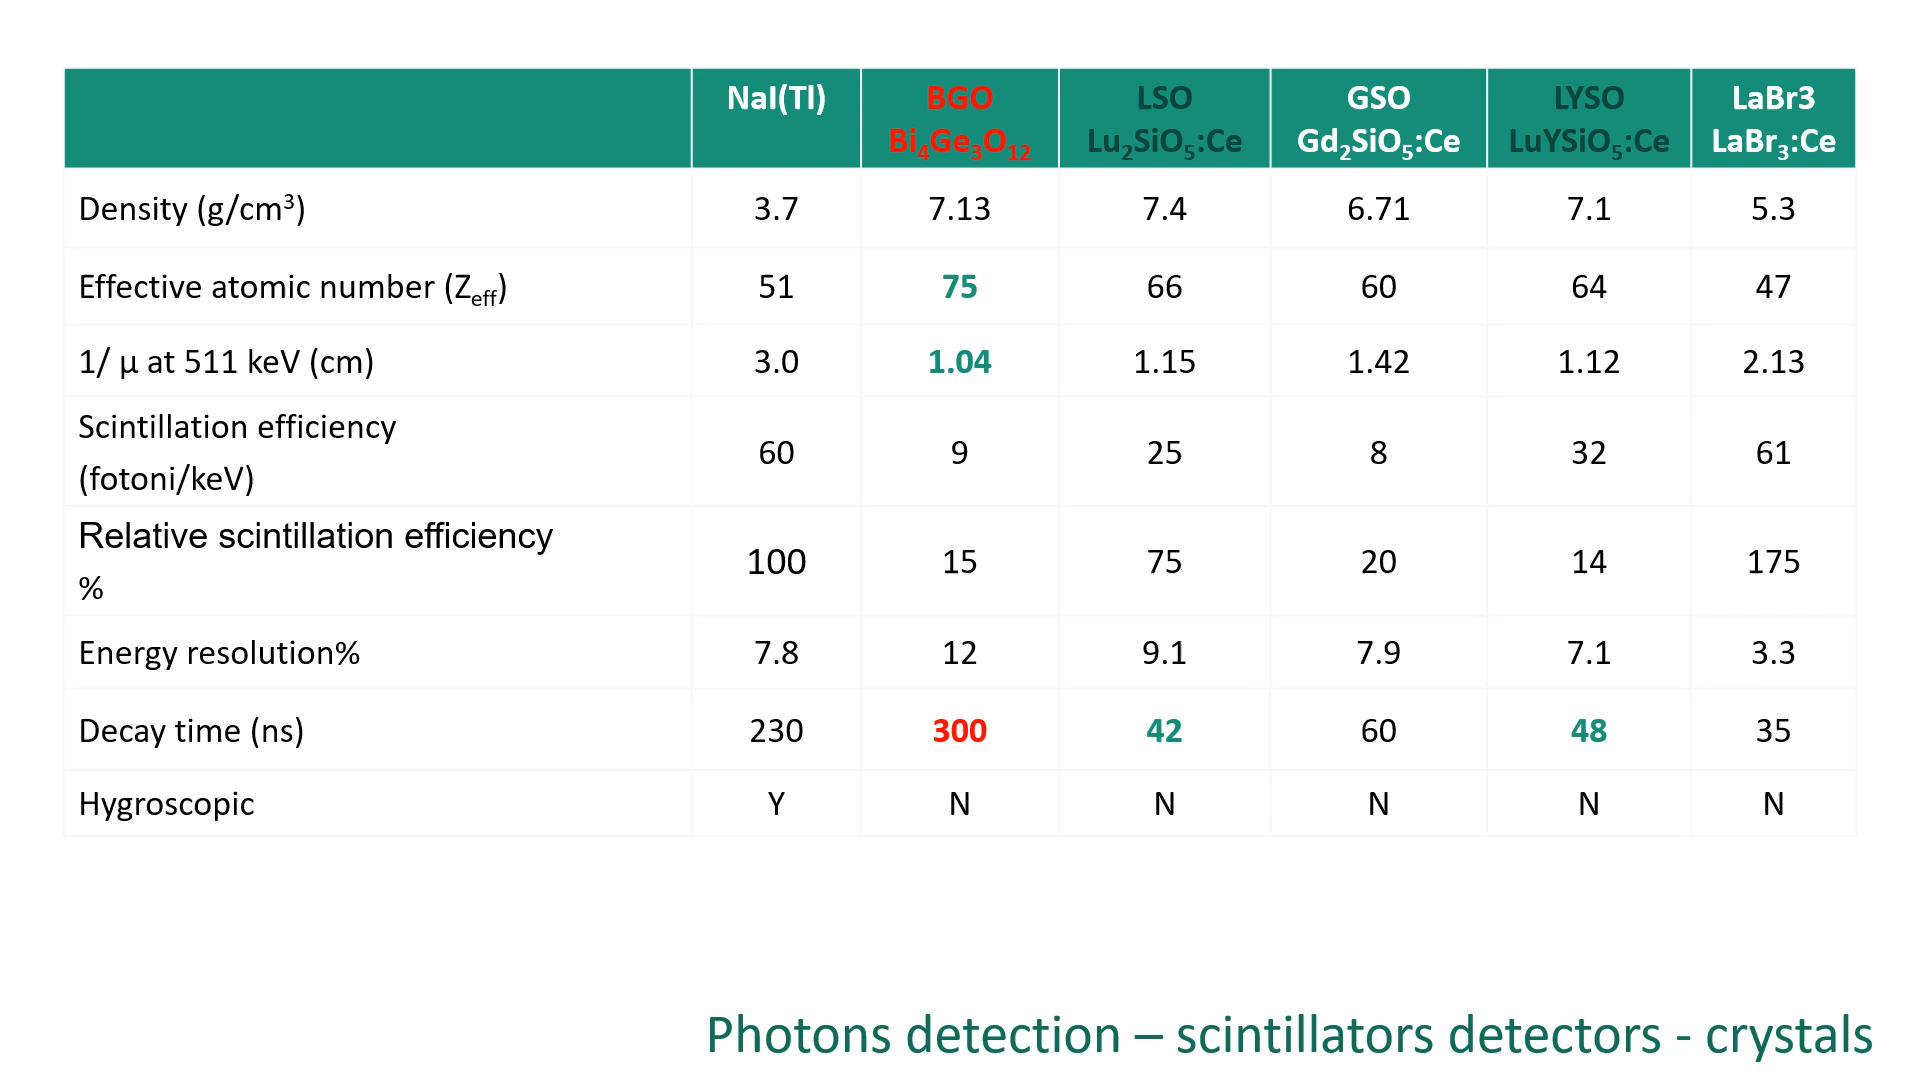 NaI(Tl) BGO LSO GSO LYSO LaBr3
Bi₄Ge₃O₁₂ Lu₂SiO₅:Ce Gd₂SiO₅:Ce LuYSiO₅:Ce LaBr₃:Ce
Density (g/cm³) 3.7 7.13 7.4 6.71 7.1 5.3
Effective atomic number (Zeff) 51 75 66 60 64 47
1/ μ at 511 keV (cm) 3.0 1.04 1.15 1.42 1.12 2.13
Scintillation efficiency
(fotoni/keV) 60 9 25 8 32 61
Relative scintillation efficiency
% 100 15 75 20 14 175
Energy resolution% 7.8 12 9.1 7.9 7.1 3.3
Decay time (ns) 230 300 42 60 48 35
Hygroscopic Y N N N N N
Photons detection – scintillators detectors - crystals